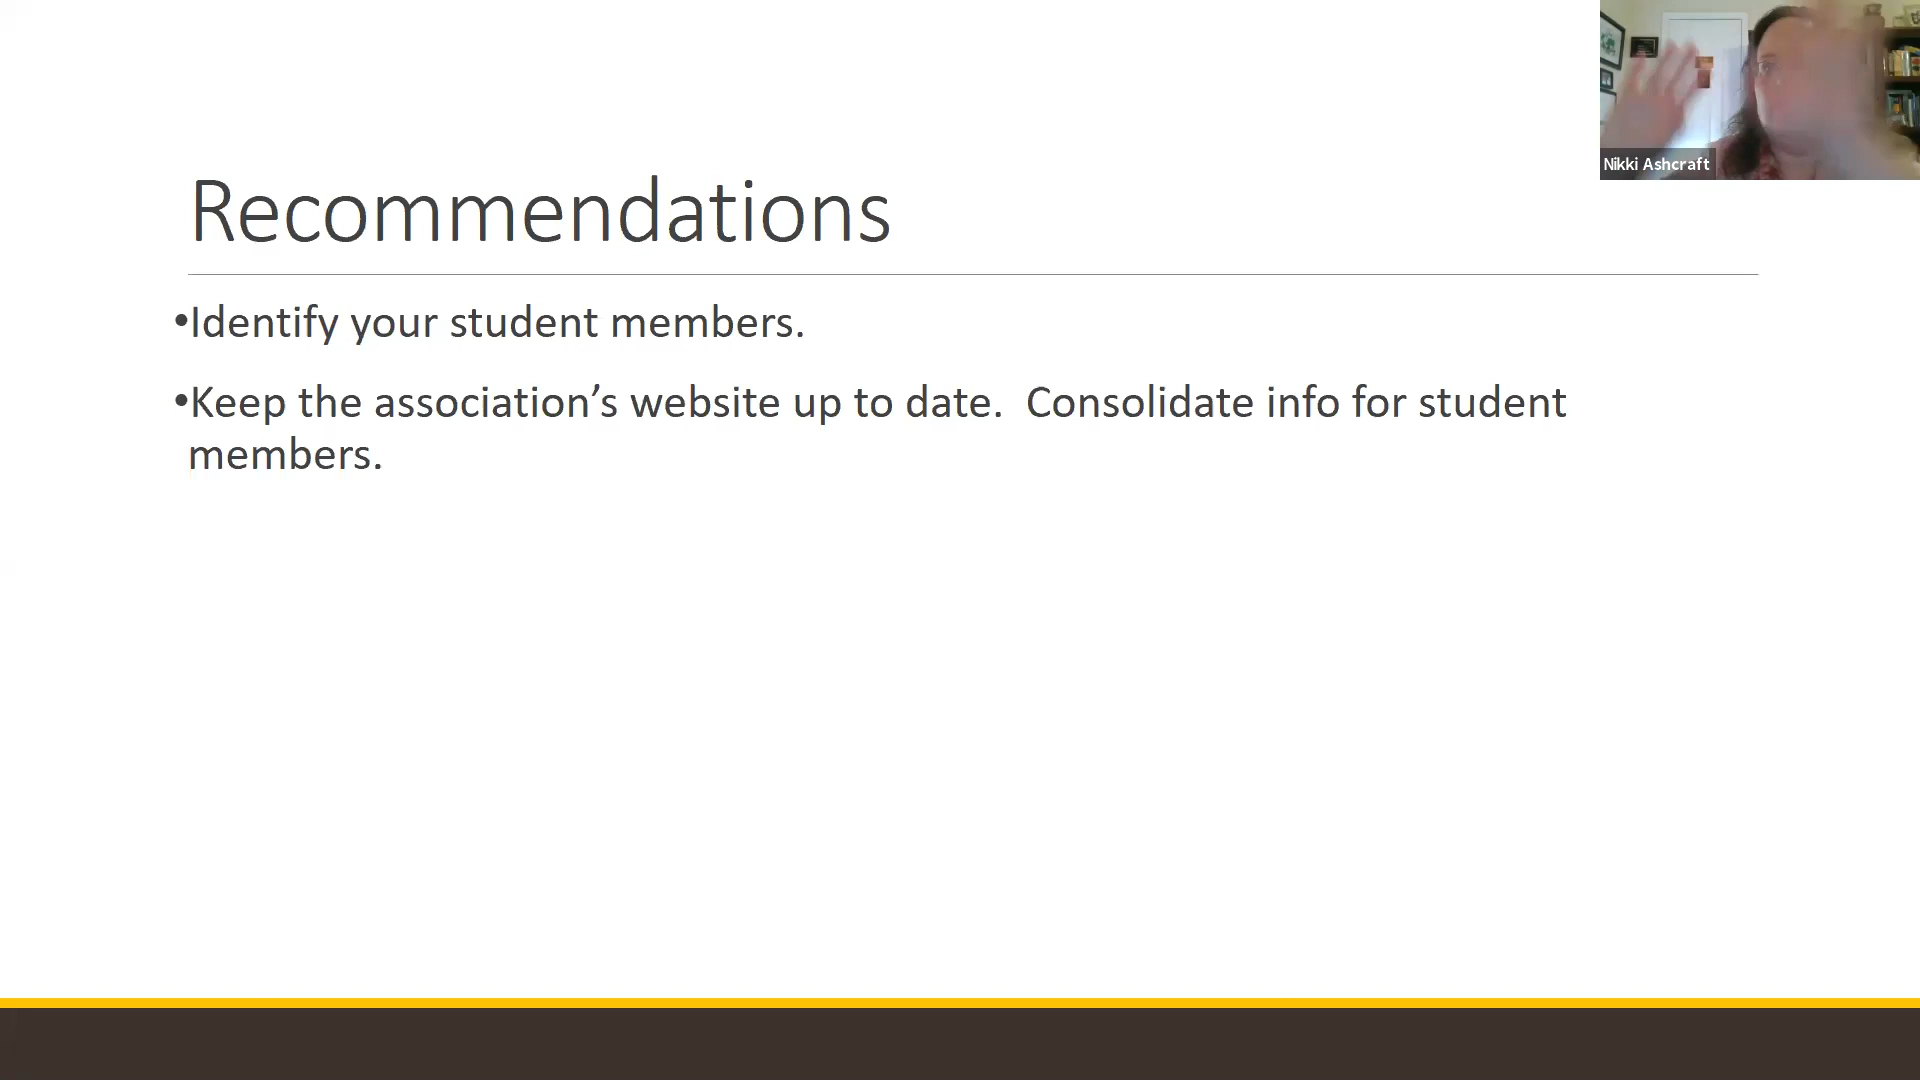 Nikki Ashcraft
Recommendations
•Identify your student members.
•Keep the association’s website up to date.  Consolidate info for student
members.